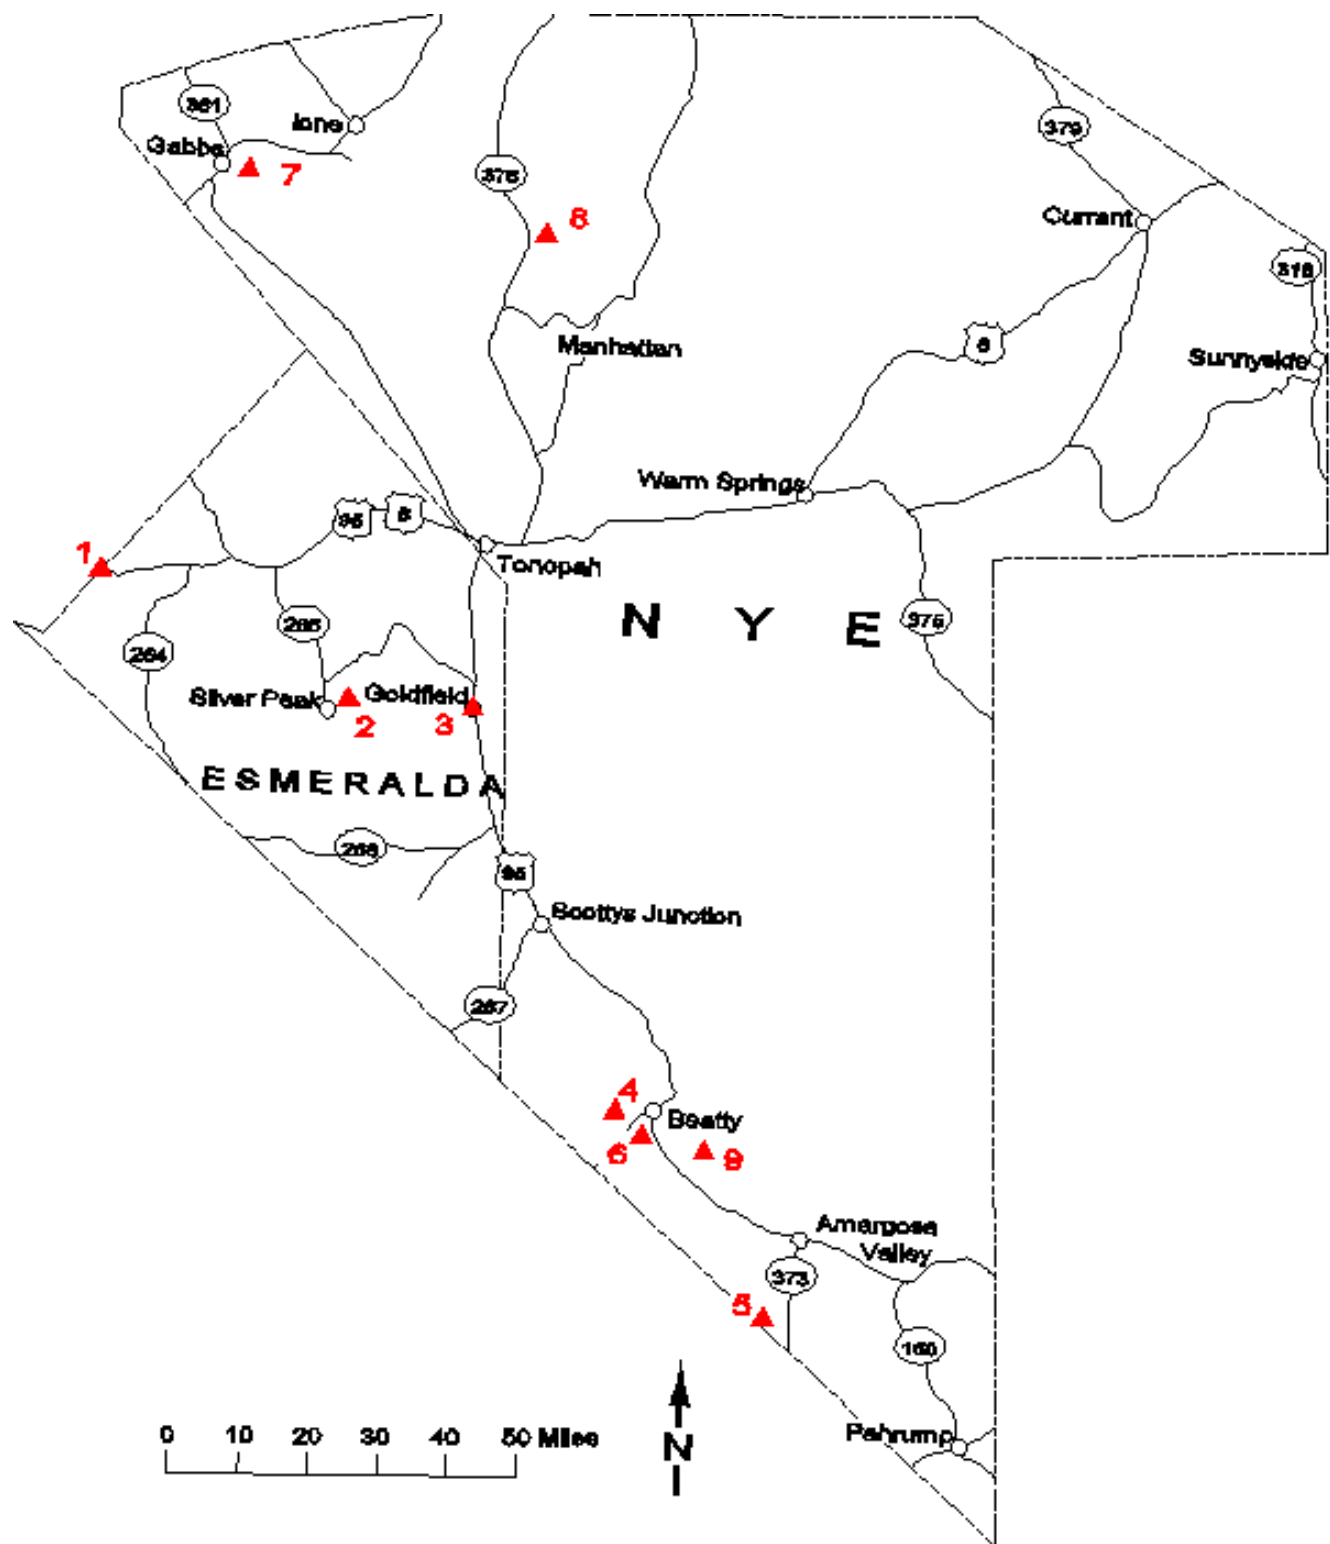 361
Ione
Gabbs
7
376
8
379
Currant
318
6
Manhattan
Sunnyside
Warm Springs
95
6
1
Tonopah
N Y E
265
375
264
Silver Peak
Goldfield
2
3
ESMERALDA
266
95
Scottys Junction
267
4
Beatty
6
9
Amargosa
Valley
373
5
160
Pahrump
0 10 20 30 40 50 Miles
N